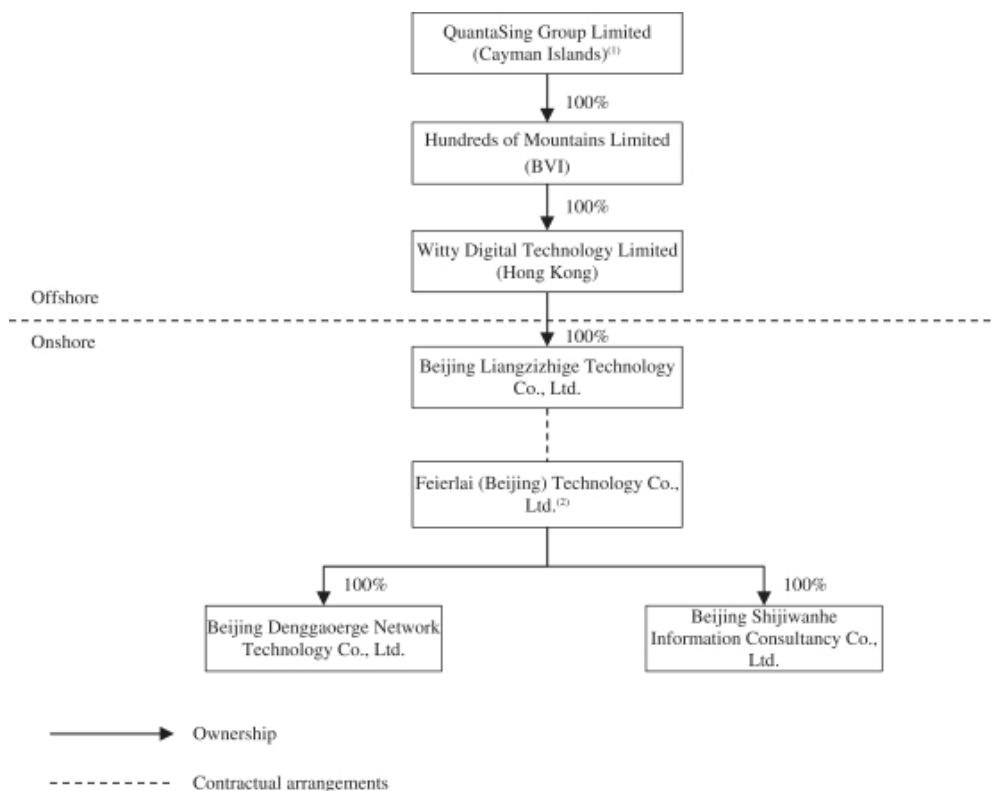 QuantaSing Group Limited
(Cayman Islands)(1)
100%
Hundreds of Mountains Limited
(BVI)
100%
Witty Digital Technology Limited
(Hong Kong)
Offshore
Onshore
100%
Beijing Liangzizhige Technology
Co., Ltd.
Feierlai (Beijing) Technology Co.,
Ltd.(2)
100%
100%
Beijing Denggaoerge Network
Technology Co., Ltd.
Beijing Shijiwanhe
Information Consultancy Co.,
Ltd.
Ownership
Contractual arrangements